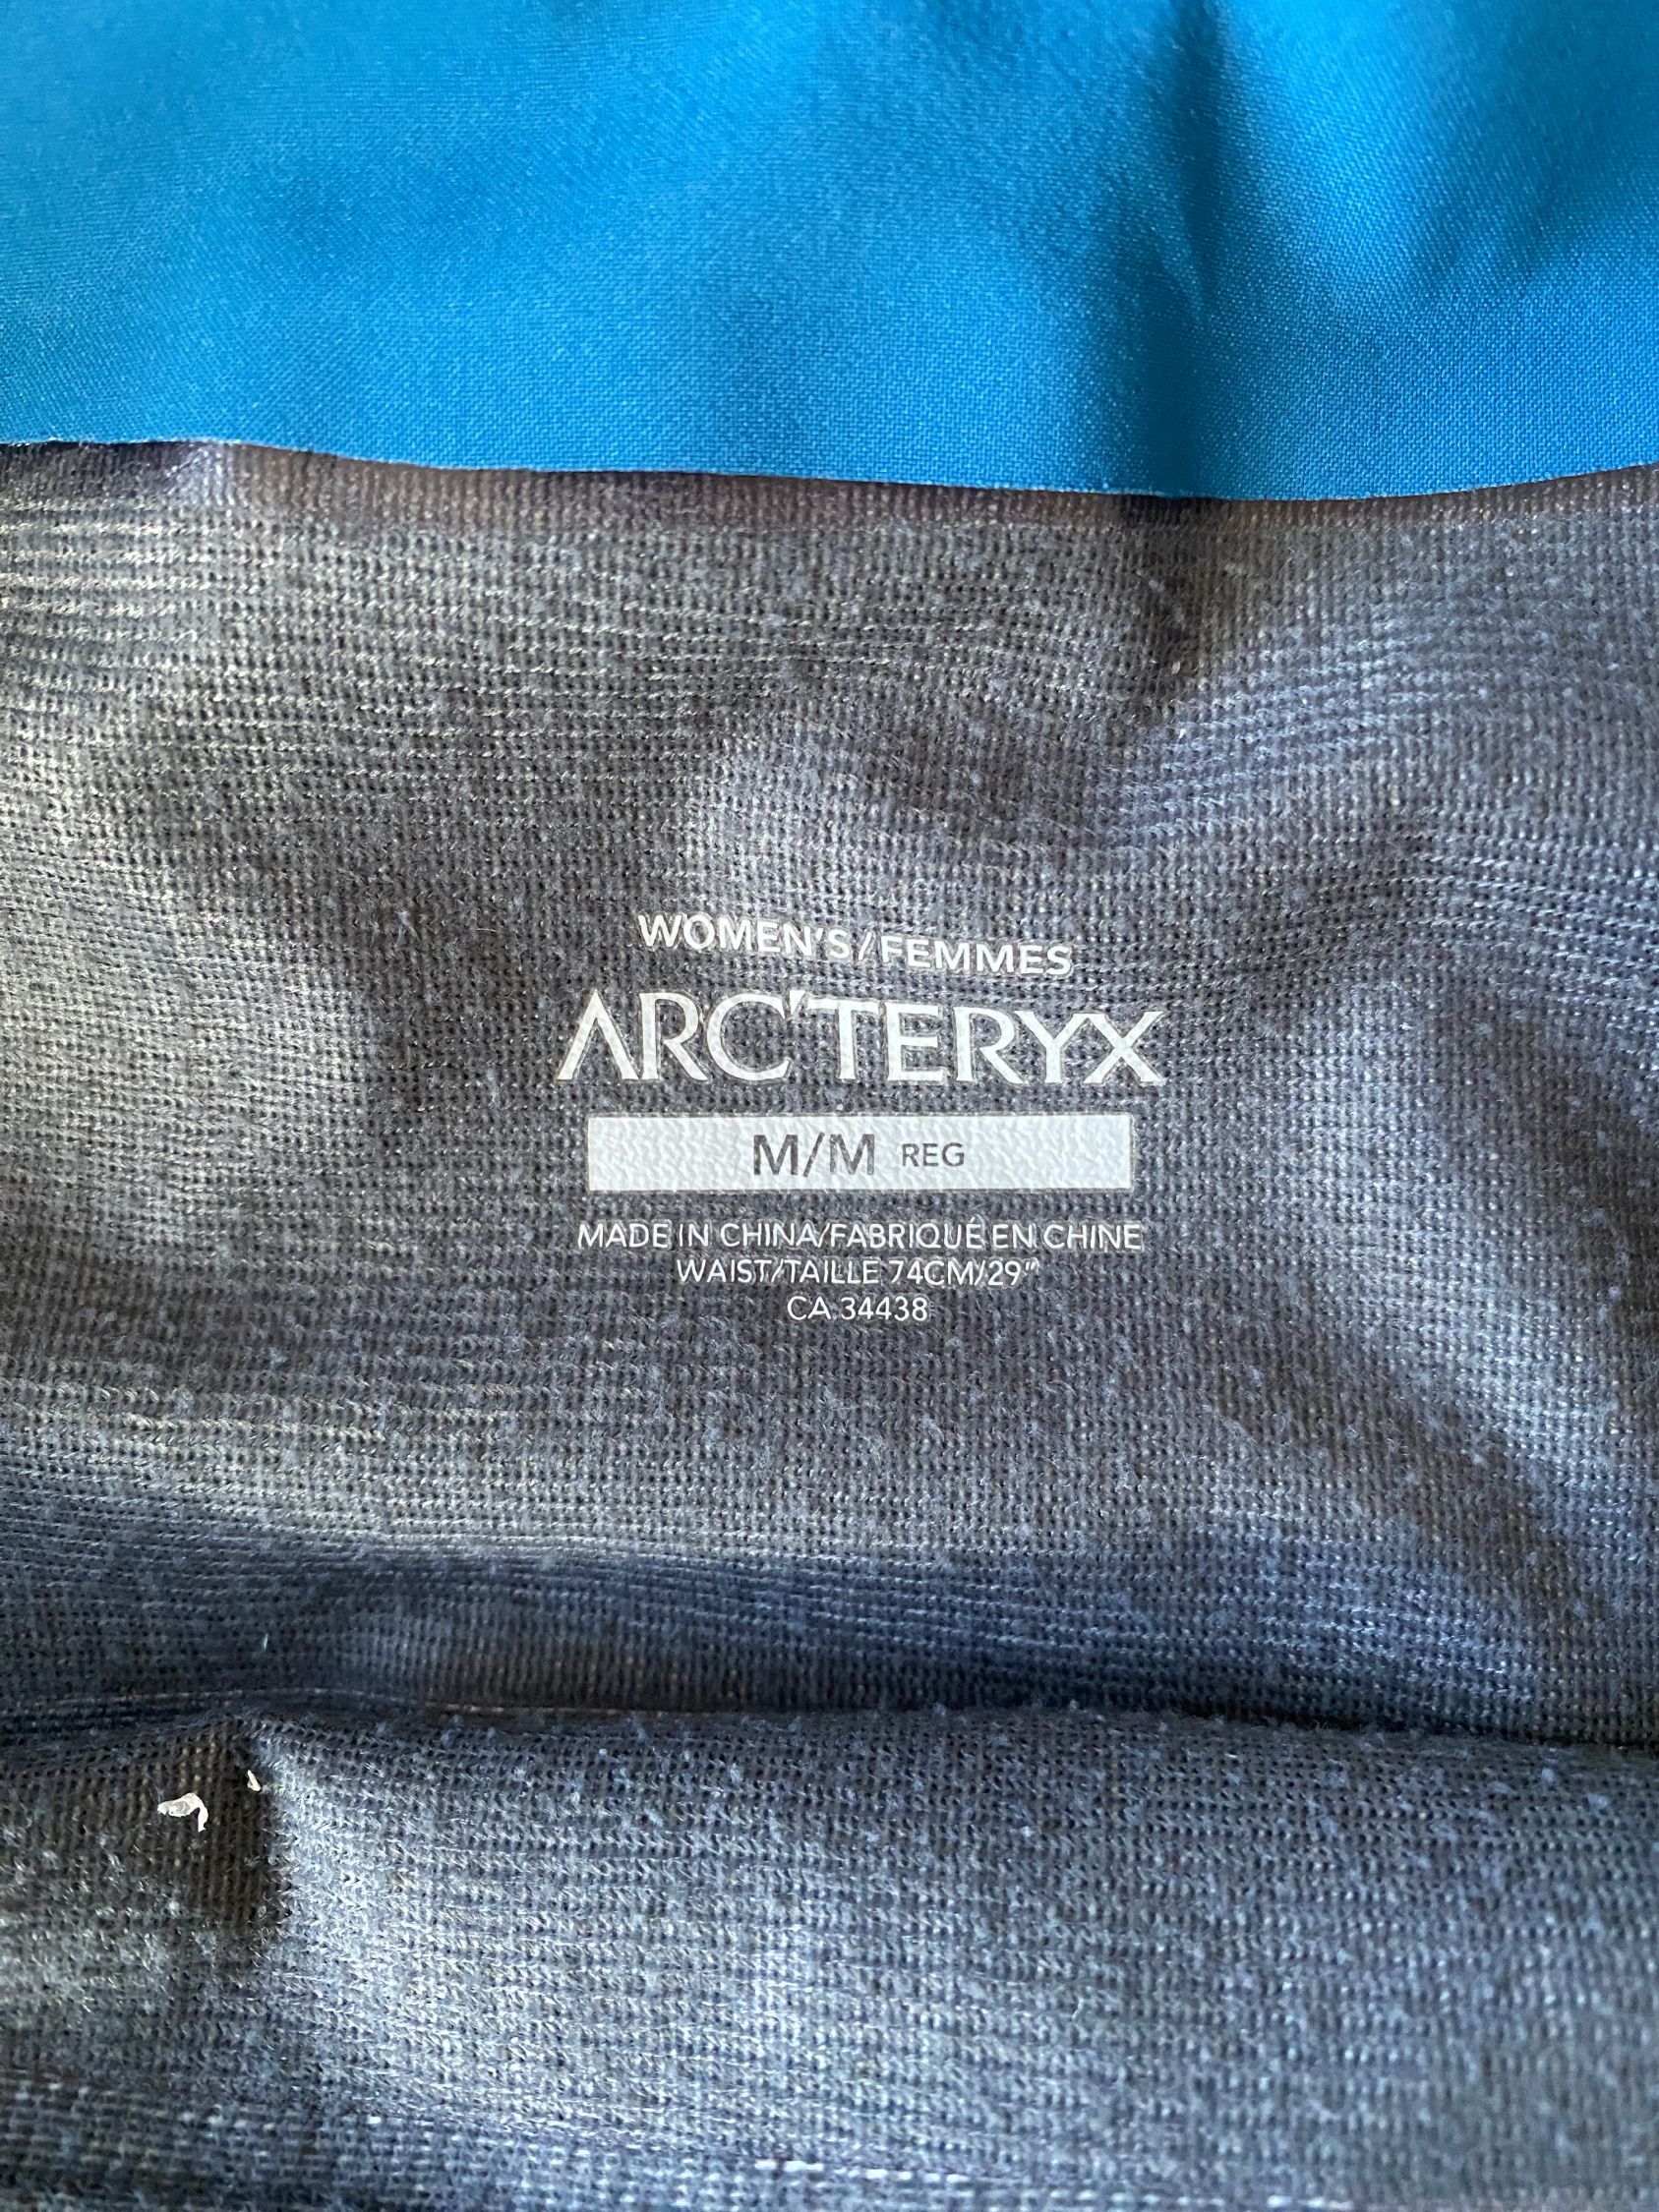 WOMEN'S/FEMMES
ARC'TERYX
M/M REG
MADE IN CHINA/FABRIQUÉ EN CHINE
WAIST/TAILLE 74CM/29"
CA 34438